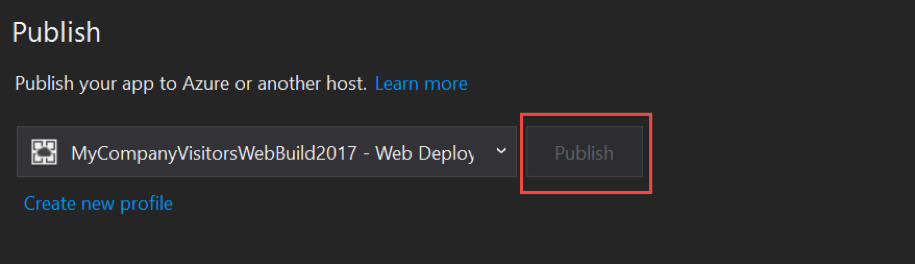 Publish
Publish your app to Azure or another host. Learn more
MyCompanyVisitorsWebBuild2017 - Web Deploy Publish
Create new profile